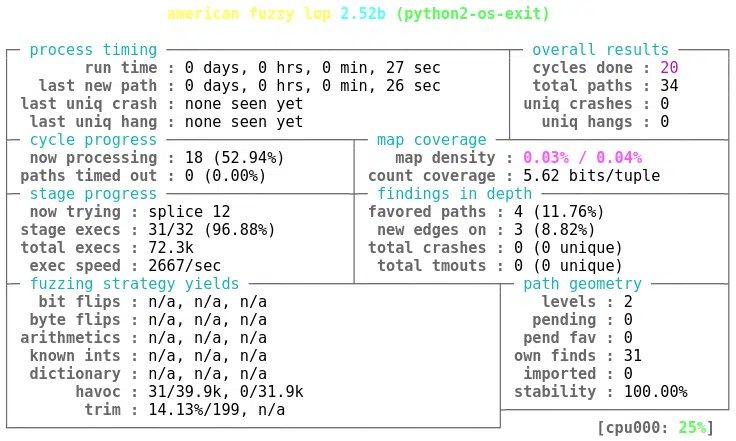 american fuzzy lop 2.52b (python2-os-exit)
process timing overall results
run time : 0 days, 0 hrs, 0 min, 27 sec cycles done : 20
last new path : 0 days, 0 hrs, 0 min, 26 sec total paths : 34
last uniq crash : none seen yet uniq crashes : 0
last uniq hang : none seen yet uniq hangs : 0
cycle progress map coverage
now processing : 18 (52.94%) map density : 0.03% / 0.04%
paths timed out : 0 (0.00%) count coverage : 5.62 bits/tuple
stage progress findings in depth
now trying : splice 12 favored paths : 4 (11.76%)
stage execs : 31/32 (96.88%) new edges on : 3 (8.82%)
total execs : 72.3k total crashes : 0 (0 unique)
exec speed : 2667/sec total tmouts : 0 (0 unique)
fuzzing strategy yields path geometry
bit flips : n/a, n/a, n/a levels : 2
byte flips : n/a, n/a, n/a pending : 0
arithmetics : n/a, n/a, n/a pend fav : 0
known ints : n/a, n/a, n/a own finds : 31
dictionary : n/a, n/a, n/a imported : 0
havoc : 31/39.9k, 0/31.9k stability : 100.00%
trim : 14.13%/199, n/a
[cpu000: 25%]